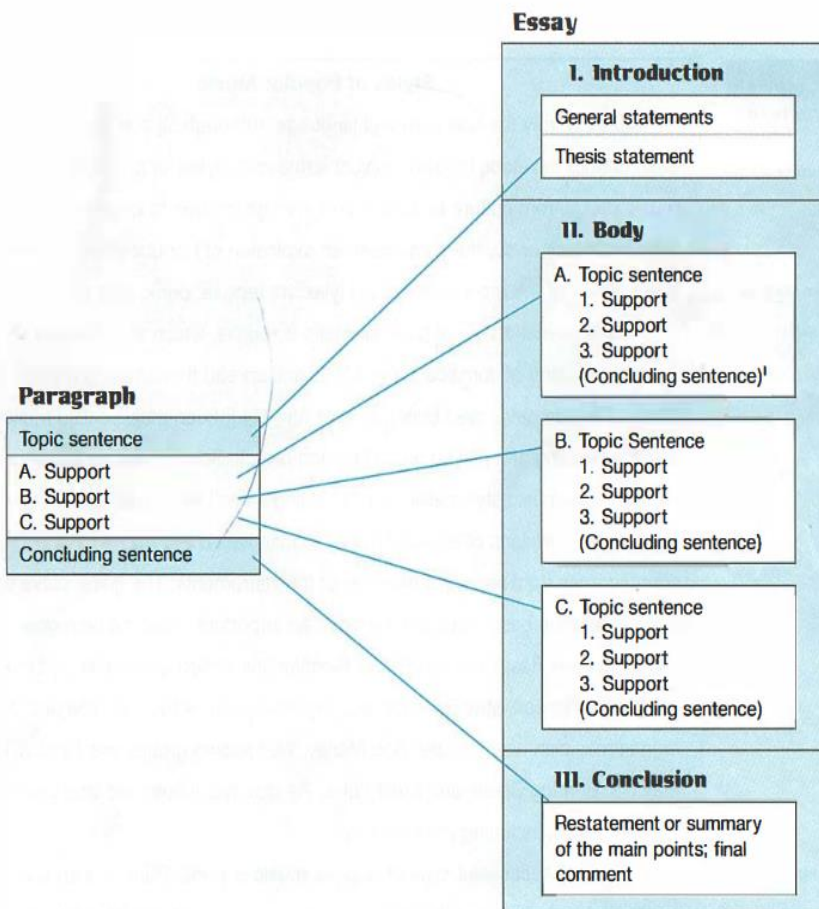 Essay
I. Introduction
General statements
Thesis statement
II. Body
A. Topic sentence
1. Support
2. Support
3. Support
(Concluding sentence)¹
B. Topic Sentence
1. Support
2. Support
3. Support
(Concluding sentence)
C. Topic sentence
1. Support
2. Support
3. Support
(Concluding sentence)
III. Conclusion
Restatement or summary
of the main points; final
comment
Paragraph
Topic sentence
A. Support
B. Support
C. Support
Concluding sentence